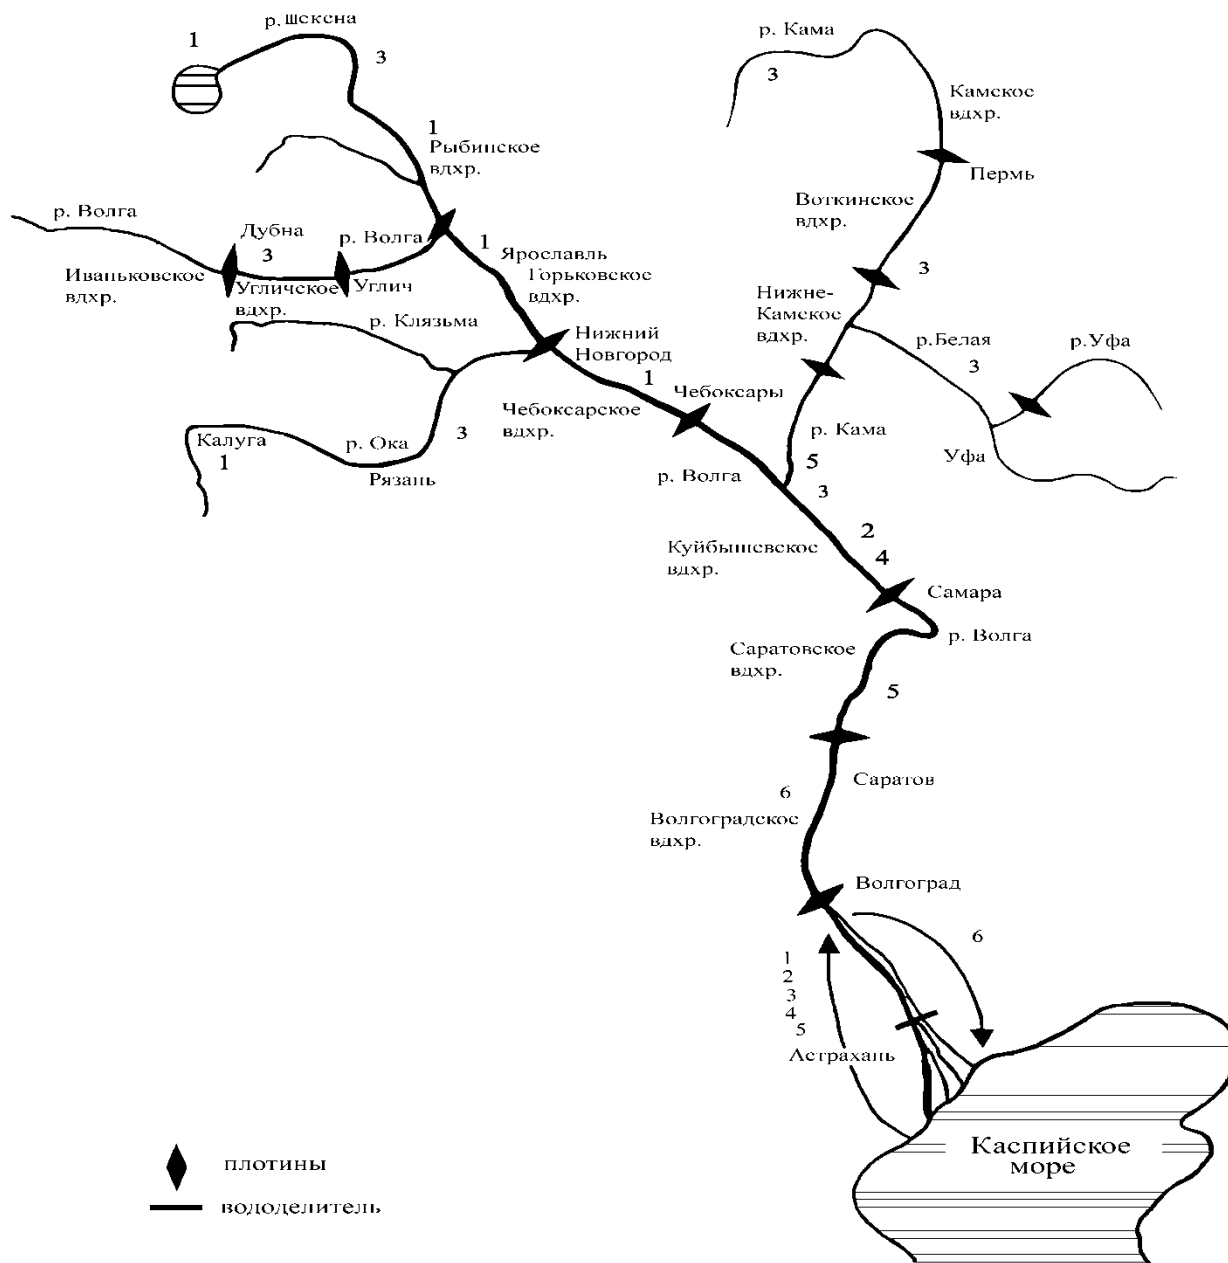 р. Шексна
1
3
1
Рыбинское
вдхр.
р. Волга
Дубна
3
р. Волга
Иваньковское
вдхр.
Угличское
вдхр.
Углич
1
Ярославль
Горьковское
вдхр.
р. Клязьма
Нижний
Новгород
1
Чебоксары
Чебоксарское
вдхр.
Калуга
1
р. Ока
3
Рязань
р. Кама
3
Камское
вдхр.
Пермь
Воткинское
вдхр.
3
Нижне-
Камское
вдхр.
р.Белая
3
р.Уфа
Уфа
р. Кама
5
3
р. Волга
2
4
Куйбышевское
вдхр.
Самара
р. Волга
Саратовское
вдхр.
5
Саратов
6
Волгоградское
вдхр.
Волгоград
6
1
2
3
4
5
Астрахань
Каспийское
море
плотины
вододелитель